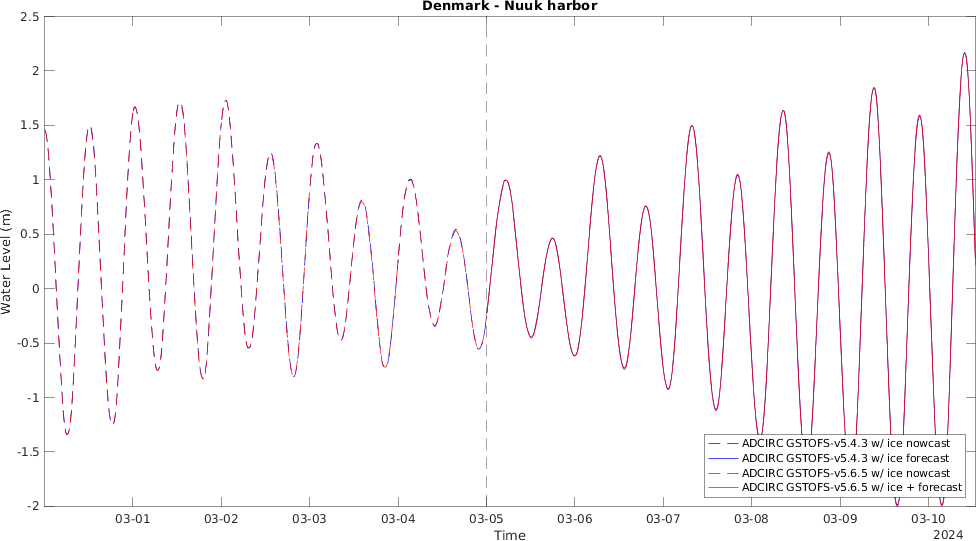 Denmark - Nuuk harbor
2.5
2
1.5
1
0.5
0
-0.5
-1
-1.5
-2
Water Level (m)
03-01 03-02 03-03 03-04 03-05 03-06 03-07 03-08 03-09 03-10
Time
2024
ADCIRC GSTOFS-v5.4.3 w/ ice nowcast
ADCIRC GSTOFS-v5.4.3 w/ ice forecast
ADCIRC GSTOFS-v5.6.5 w/ ice nowcast
ADCIRC GSTOFS-v5.6.5 w/ ice + forecast